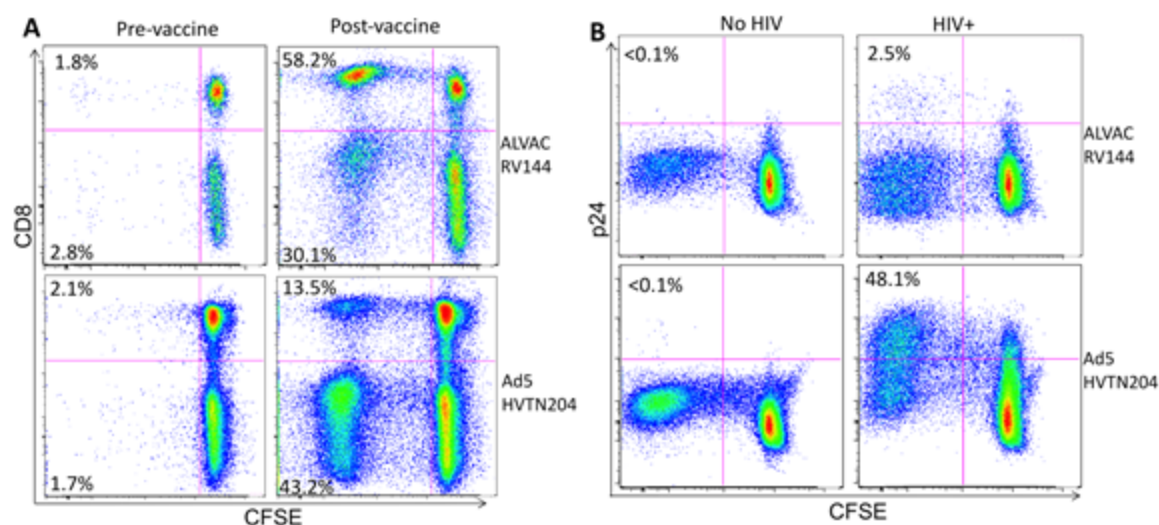 A
Pre-vaccine
Post-vaccine
1.8%
58.2%
ALVAC
RV144
2.8%
30.1%
2.1%
13.5%
Ad5
HVTN204
1.7%
43.2%
CD8
CFSE
B
No HIV
HIV+
<0.1%
2.5%
ALVAC
RV144
<0.1%
48.1%
Ad5
HVTN204
p24
CFSE